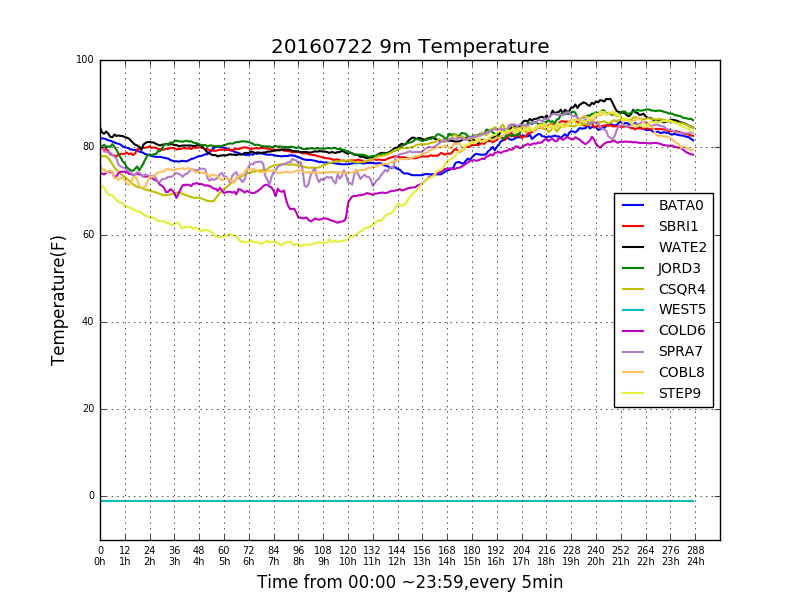 20160722 9m Temperature
100
80
60
40
20
0
Temperature(F)
BATA0
SBRI1
WATE2
JORD3
CSQR4
WEST5
COLD6
SPRA7
COBL8
STEP9
0 12 24 36 48 60 72 84 96 108 120 132 144 156 168 180 192 204 216 228 240 252 264 276 288
0h 1h 2h 3h 4h 5h 6h 7h 8h 9h 10h 11h 12h 13h 14h 15h 16h 17h 18h 19h 20h 21h 22h 23h 24h
Time from 00:00 ~23:59,every 5min